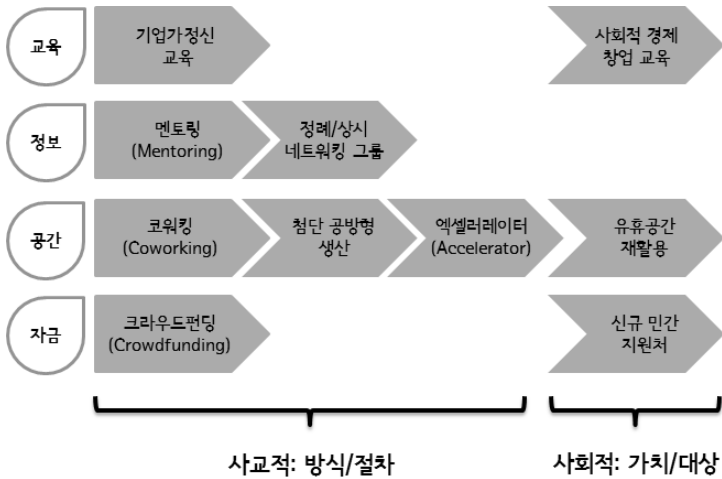 교육
기업가정신
교육
사회적 경제
창업 교육
정보
멘토링
(Mentoring)
정례/상시
네트워킹 그룹
공간
코워킹
(Coworking)
첨단 공방형
생산
엑셀러레이터
(Accelerator)
유휴공간
재활용
자금
크라우드펀딩
(Crowdfunding)
신규 민간
지원처
사교적: 방식/절차
사회적: 가치/대상